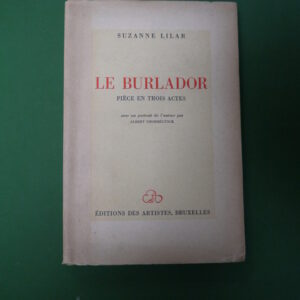 SUZANNE LILAR
LE BURLADOR
PIÈCE EN TROIS ACTES
avec un portrait de l'auteur par
ALBERT CROMMELYNCK
ÉDITIONS DES ARTISTES, BRUXELLES